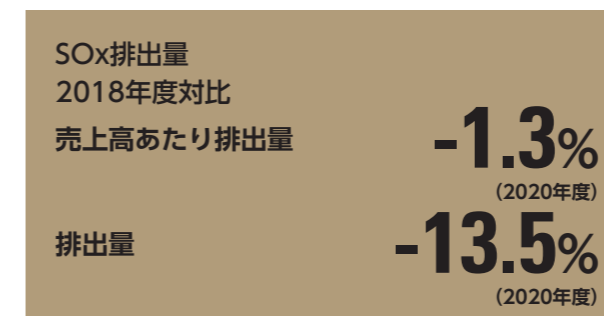 SOx排出量
2018年度対比
売上高あたり排出量 -1.3%
（2020年度）
排出量 -13.5%
（2020年度）